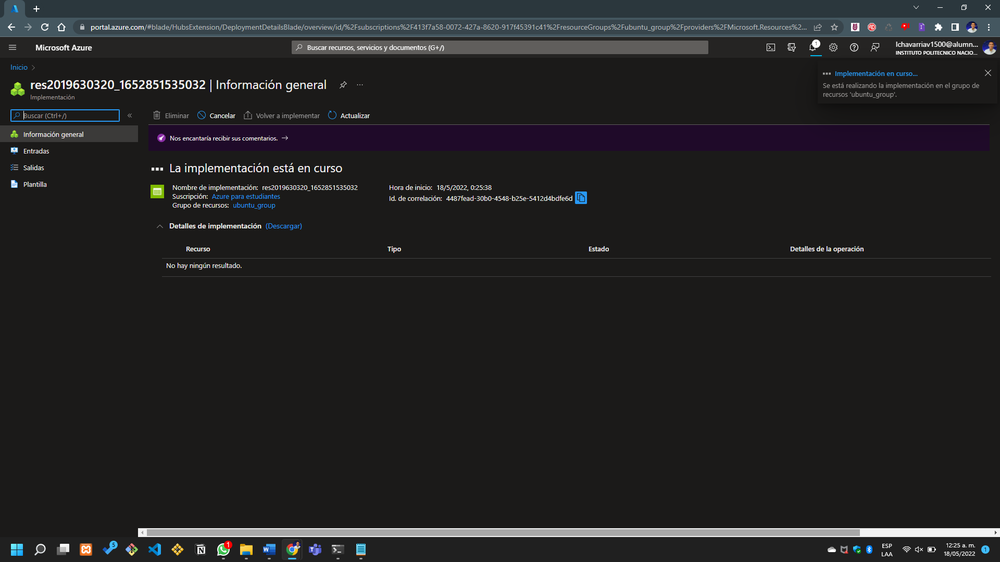 portal.azure.com/#blade/HubsExtension/DeploymentDetailsBlade/overview/id/%2Fsubscriptions%2F413f7a58-0072-427a-8620-917f45391c41%2FresourceGroups%2Fubuntu_group%2Fproviders%2FMicrosoft.Resources%2...
Microsoft Azure
Buscar recursos, servicios y documentos (G+/)
1
lchavarriav1500@alumn...
INSTITUTO POLITECNICO NACIO...
Inicio
Implementación en curso...
Se está realizando la implementación en el grupo de
recursos 'ubuntu_group'.
res2019630320_1652851535032 | Información general
Implementación
Buscar (Ctrl+/)
Eliminar
Cancelar
Volver a implementar
Actualizar
Información general
Entradas
Salidas
Plantilla
Nos encantaría recibir sus comentarios.
La implementación está en curso
Nombre de implementación: res2019630320_1652851535032
Suscripción: Azure para estudiantes
Grupo de recursos: ubuntu_group
Hora de inicio: 18/5/2022, 0:25:38
Id. de correlación: 4487fead-30b0-4548-b25e-5412d4bdfe6d
Detalles de implementación (Descargar)
Recurso Tipo Estado Detalles de la operación
No hay ningún resultado.
5
1
ESP
LAA
12:25 a. m.
18/05/2022
1